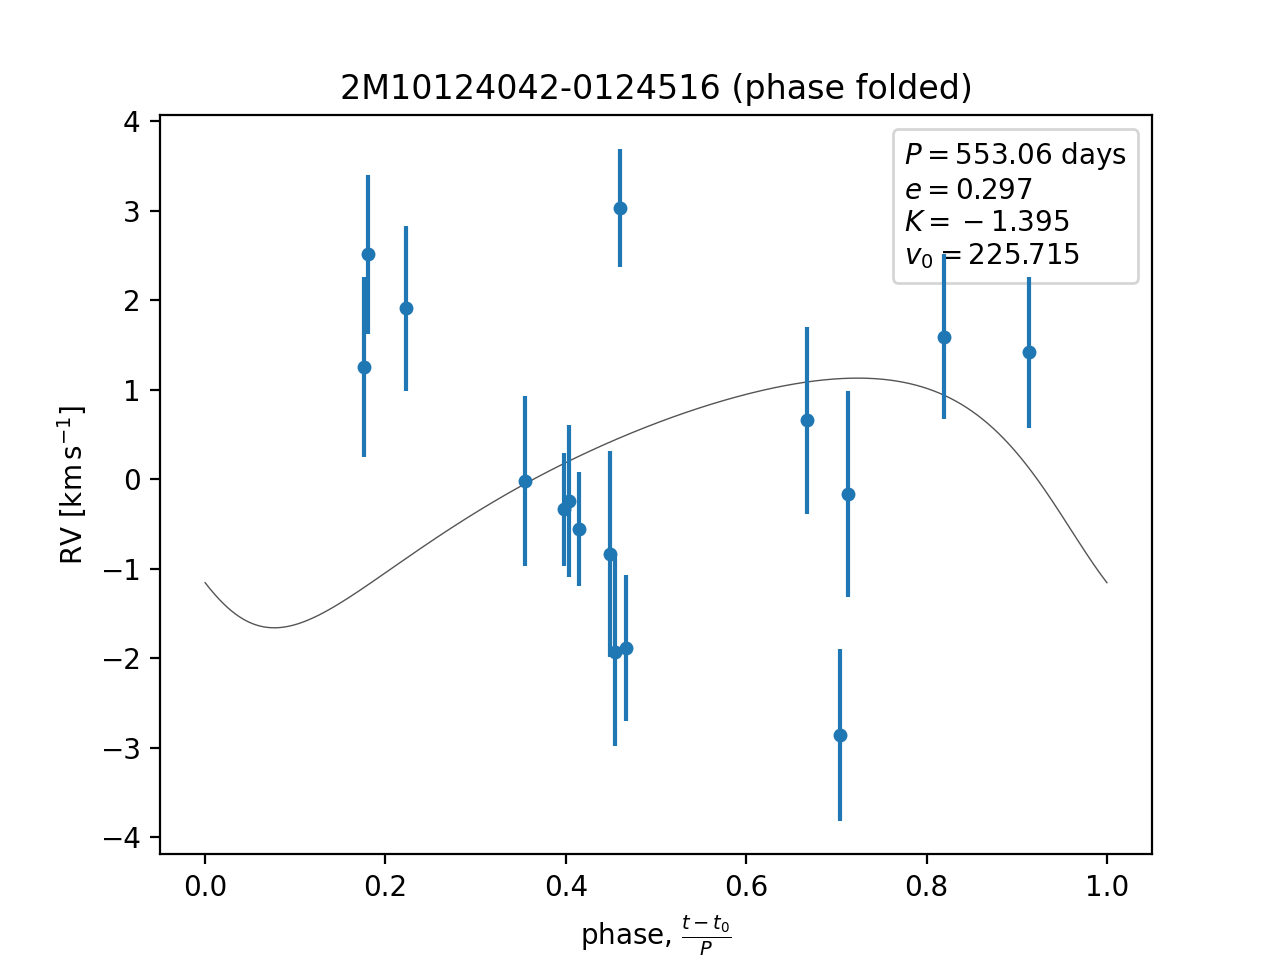 2M10124042-0124516 (phase folded)
P = 553.06 days
e = 0.297
K = −1.395
v₀ = 225.715
4
3
2
1
0
−1
−2
−3
−4
RV [km s⁻¹]
0.0 0.2 0.4 0.6 0.8 1.0
phase, (t − t₀)/P